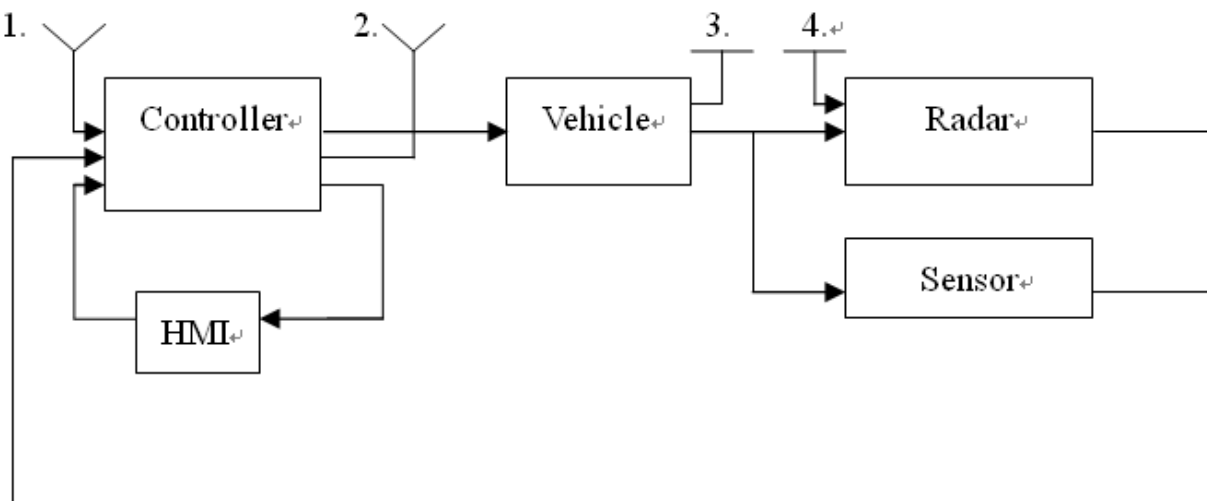 1.
2.
3.
4.
Controller
Vehicle
Radar
Sensor
HMI